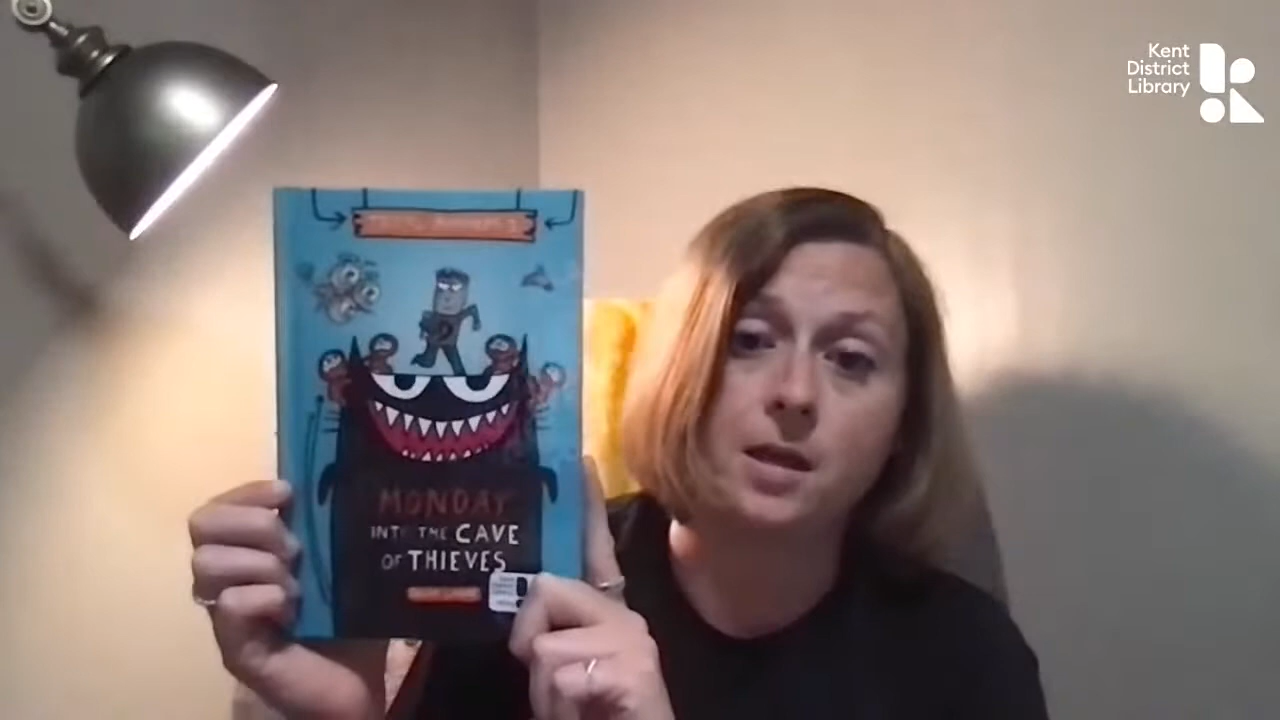 Kent
District
Library
MONDAY
INTO THE CAVE
OF THIEVES